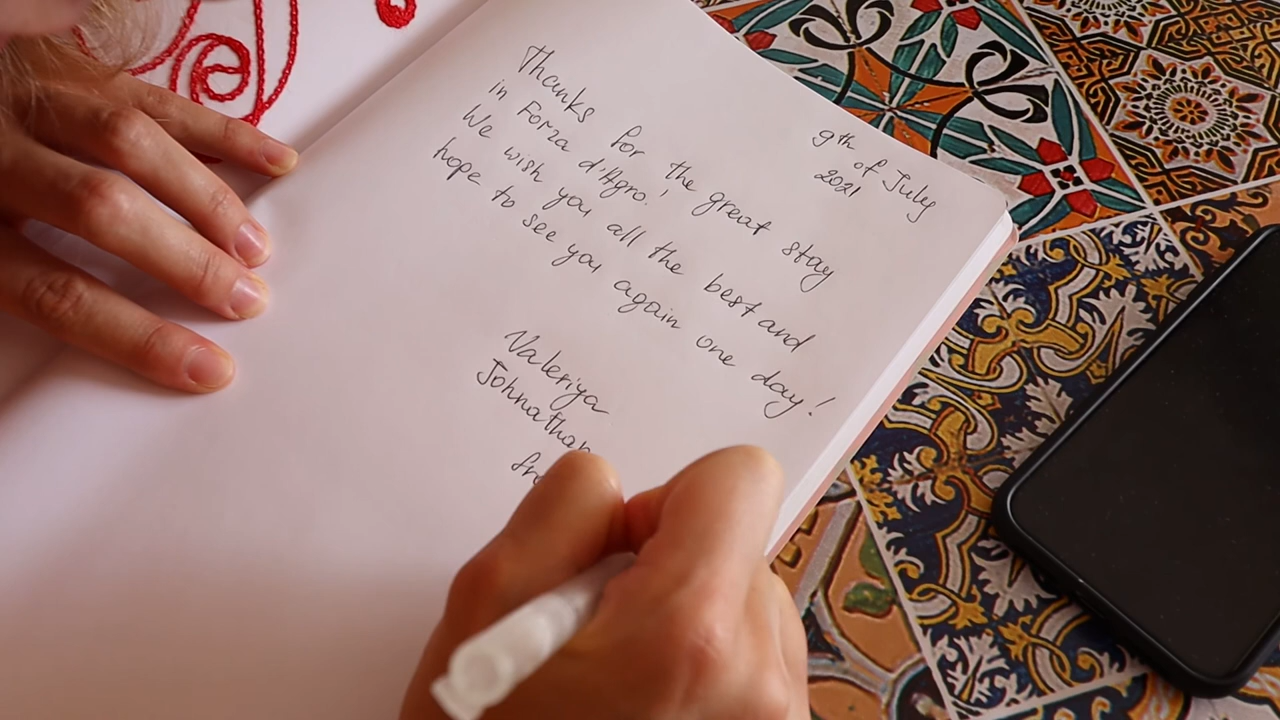 9th
of July
2021
Thanks for the great stay
in Forza d'Agro!
We wish you all the best and
hope to see you again one day!
Valeriya
Johnathan